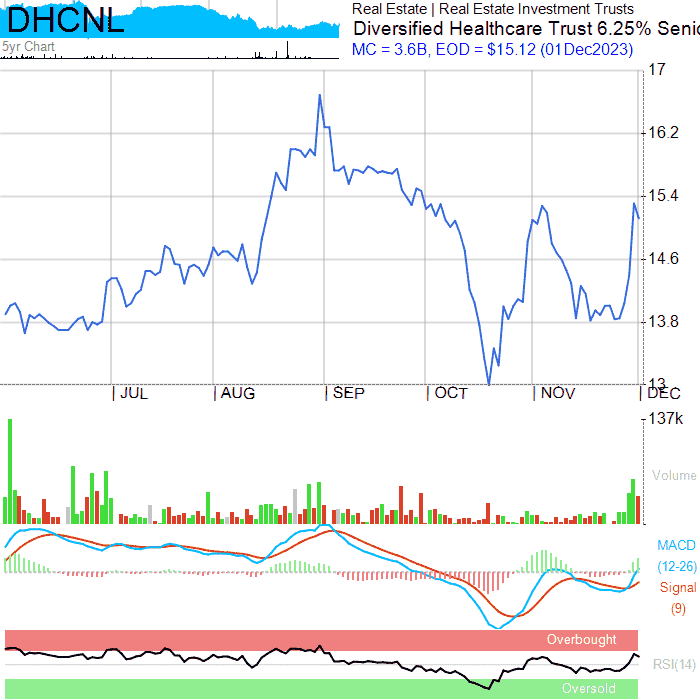 DHCNL
5yr Chart
Real Estate | Real Estate Investment Trusts
Diversified Healthcare Trust 6.25% Senio
MC = 3.6B, EOD = $15.12 (01Dec2023)
17
16.2
15.4
14.6
13.8
13
JUL
AUG
SEP
OCT
NOV
DEC
137k
Volume
MACD
(12-26)
Signal
(9)
Overbought
RSI(14)
Oversold